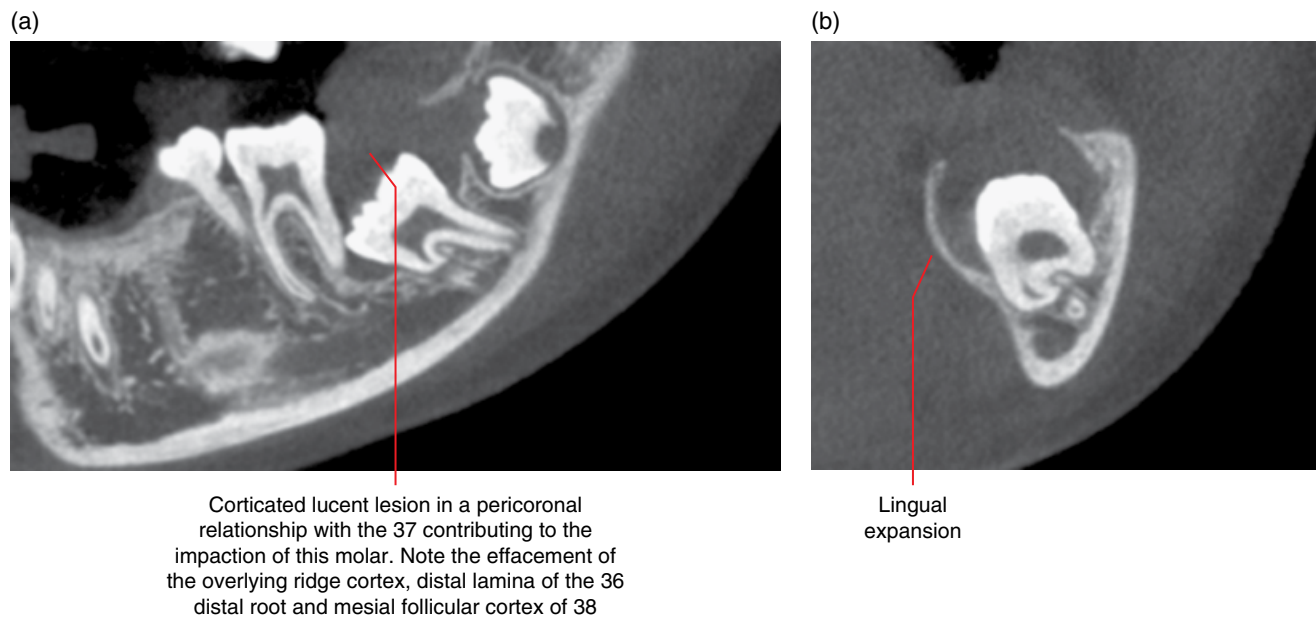 (a)
(b)
Corticated lucent lesion in a pericoronal
relationship with the 37 contributing to the
impaction of this molar. Note the effacement of
the overlying ridge cortex, distal lamina of the 36
distal root and mesial follicular cortex of 38
Lingual
expansion